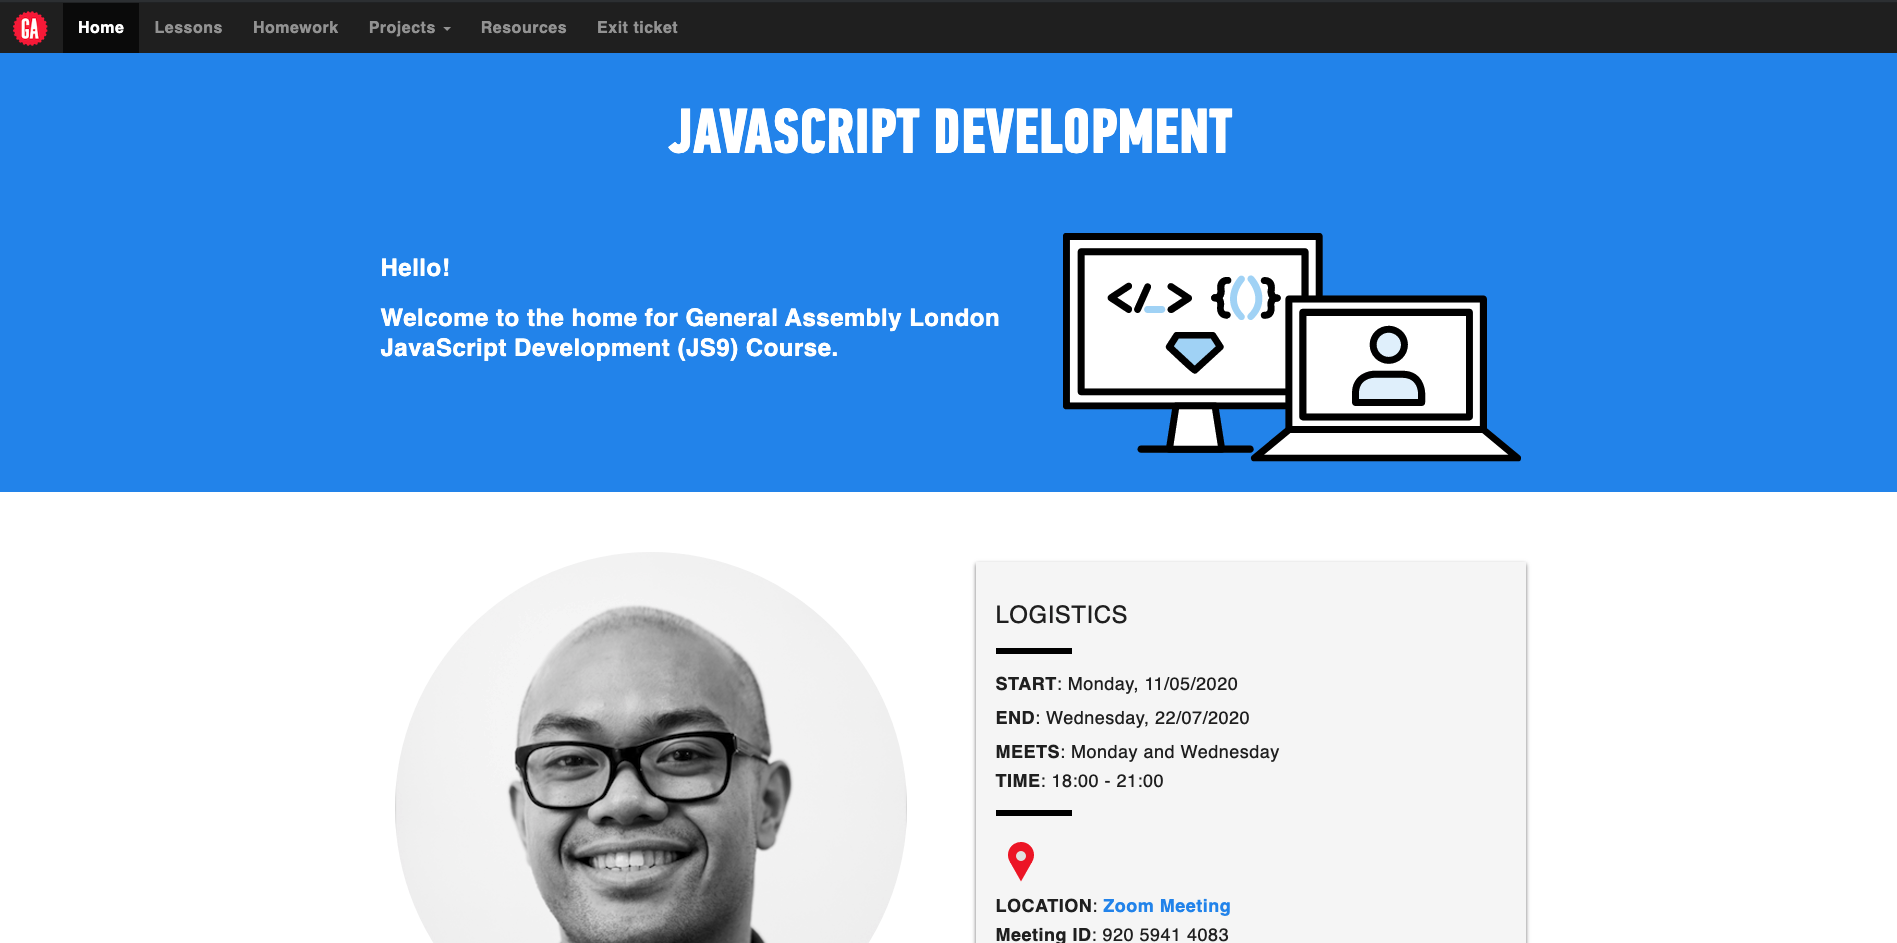 GA Home Lessons Homework Projects Resources Exit ticket
JAVASCRIPT DEVELOPMENT
Hello!
Welcome to the home for General Assembly London
JavaScript Development (JS9) Course.
</_>
{()}
LOGISTICS
START: Monday, 11/05/2020
END: Wednesday, 22/07/2020
MEETS: Monday and Wednesday
TIME: 18:00 - 21:00
LOCATION: Zoom Meeting
Meeting ID: 920 5941 4083